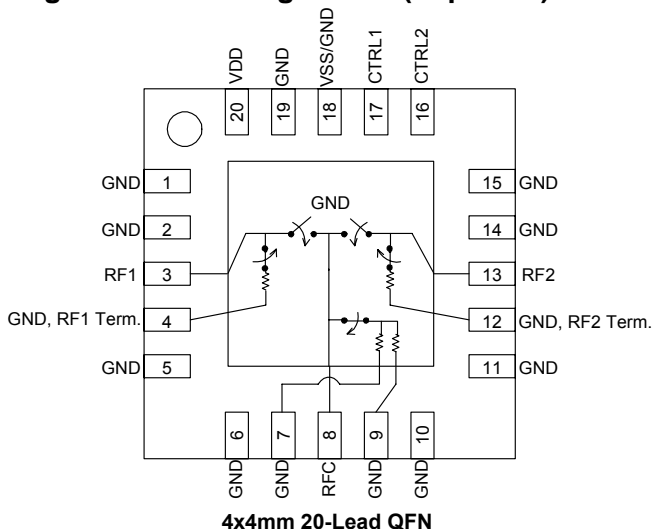 VDD
GND
VSS/GND
CTRL1
CTRL2
20
19
18
17
16
GND 1
GND 2
RF1 3
GND, RF1 Term. 4
GND 5
GND
15 GND
14 GND
13 RF2
12 GND, RF2 Term.
11 GND
6
7
8
9
10
GND
GND
RFC
GND
GND
4x4mm 20-Lead QFN